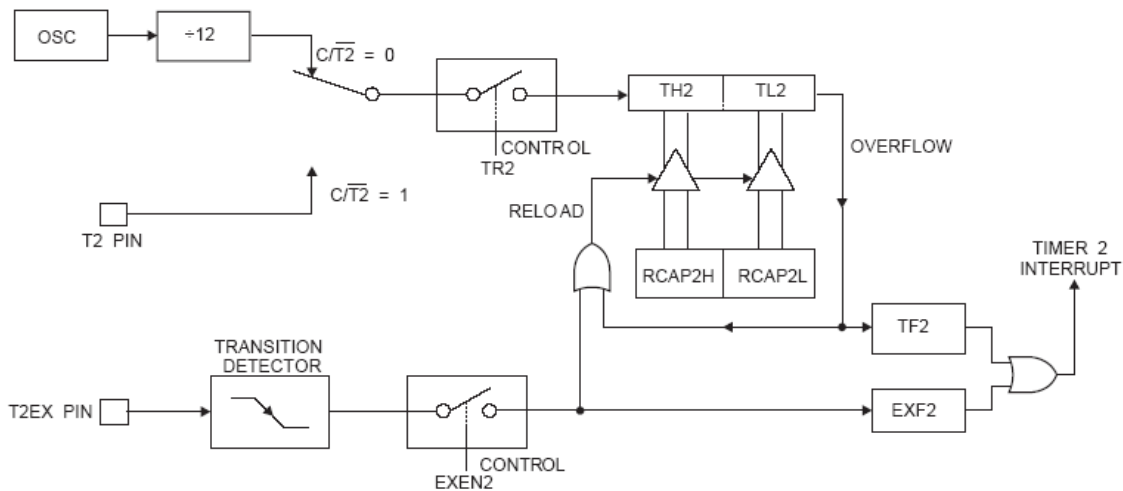 OSC
÷12
C/T2 = 0
TH2
TL2
CONTROL
TR2
OVERFLOW
C/T2 = 1
RELOAD
T2 PIN
RCAP2H
RCAP2L
TIMER 2
INTERRUPT
TF2
TRANSITION
DETECTOR
T2EX PIN
EXF2
CONTROL
EXEN2